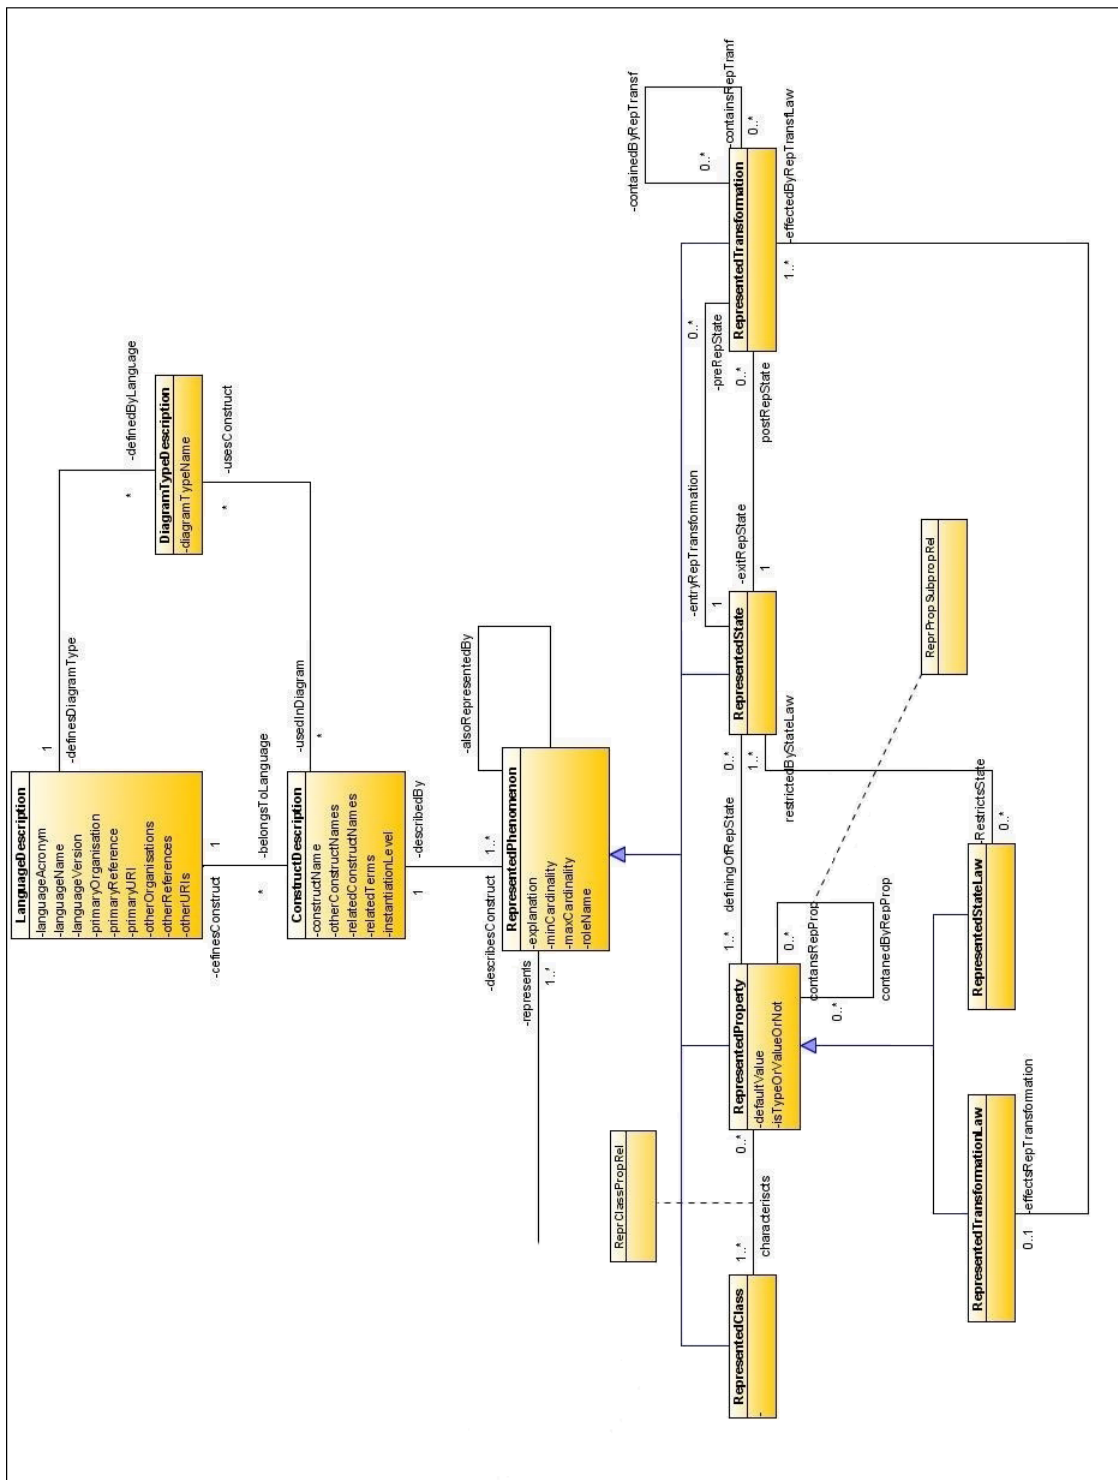 LanguageDescription
-languageAcronym
-languageName
-languageVersion
-primaryOrganisation
-primaryReference
-primaryURI
-otherOrganisations
-otherReferences
-otherURIs
1
-definesDiagramType
-definedByLanguage
*
DiagramTypeDescription
-diagramTypeName
-usesConstruct
*
-cefinesConstruct
1
-belongsToLanguage
*
-usedInDiagram
*
ConstructDescription
-constructName
-otherConstructNames
-relatedConstructNames
-relatedTerms
-instantiationLevel
-describedBy
1
-describesConstruct
1..*
-alsoRepresentedBy
RepresentedPhenomenon
-explanation
-minCardinality
-maxCardinality
-roleName
-represents
1..*
ReprClassPropRel
RepresentedClass
-
1..*
characteriscts
0..*
RepresentedProperty
-defaultValue
-isTypeOrValueOrNot
1..*
definingOfRepState
0..*
0..*
contansRepProp
0..*
contanedByRepProp
RepresentedState
1..*
restrictedByStateLaw
-entryRepTransformation
1
-exitRepState
1
0..*
-preRepState
0..*
postRepState
RepresentedTransformation
-containedByRepTransf
0..*
-containsRepTranf
0..*
-effectedByRepTransfLaw
1..*
ReprPropSubpropRel
RepresentedStateLaw
-RestrictsState
0..*
RepresentedTransformationLaw
-effectsRepTransformation
0..1